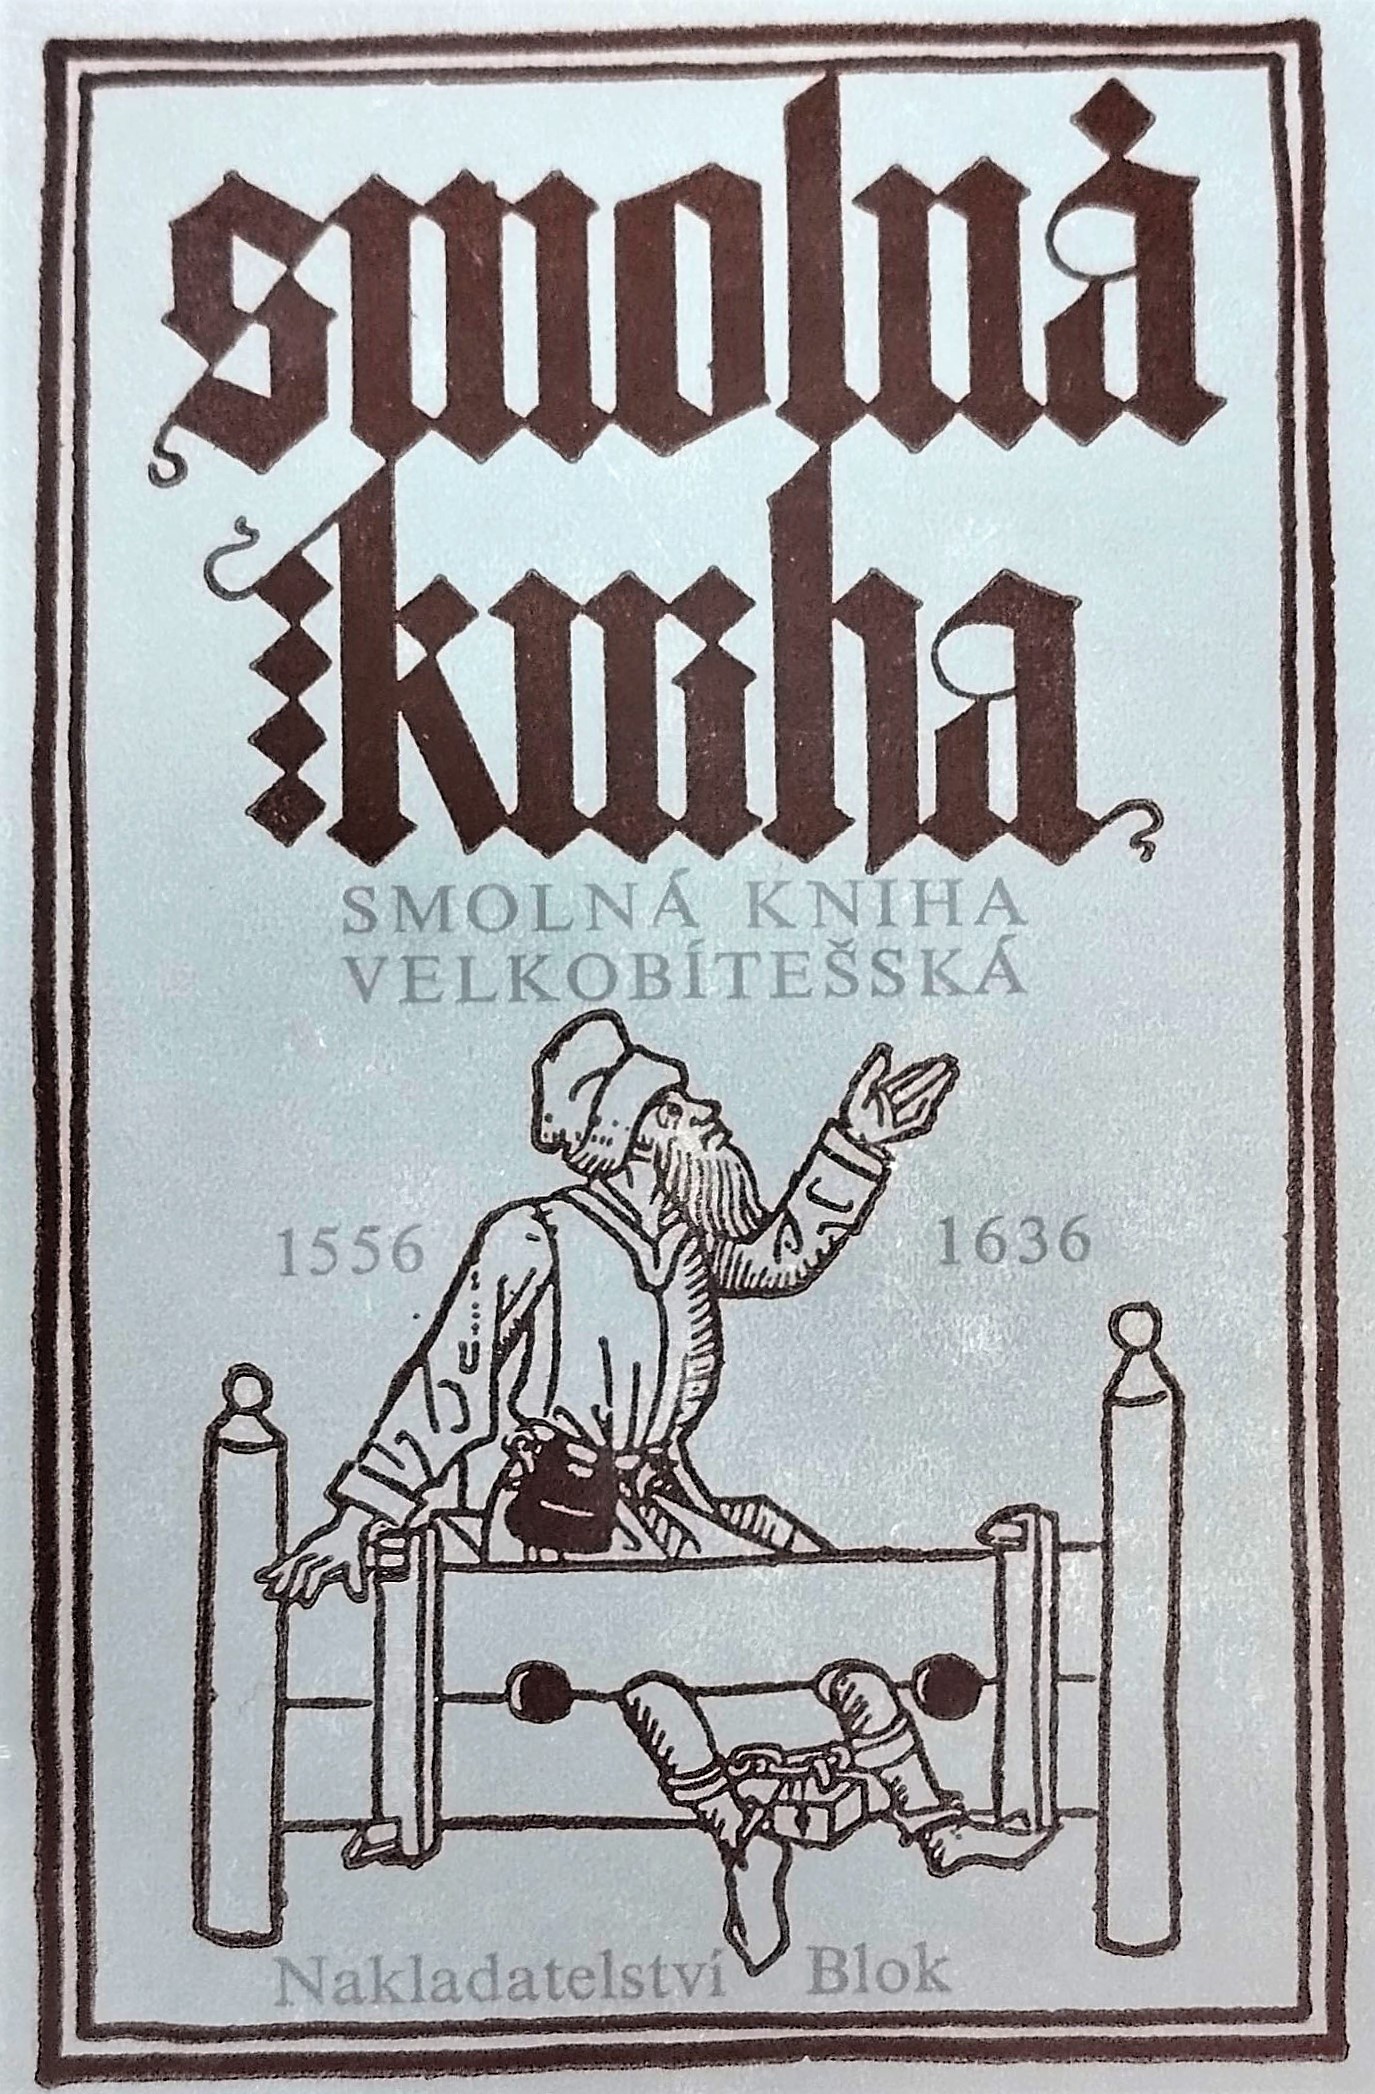 smolná
kniha
SMOLNÁ KNIHA
VELKOBÍTEŠSKÁ
1556 1636
Nakladatelství Blok